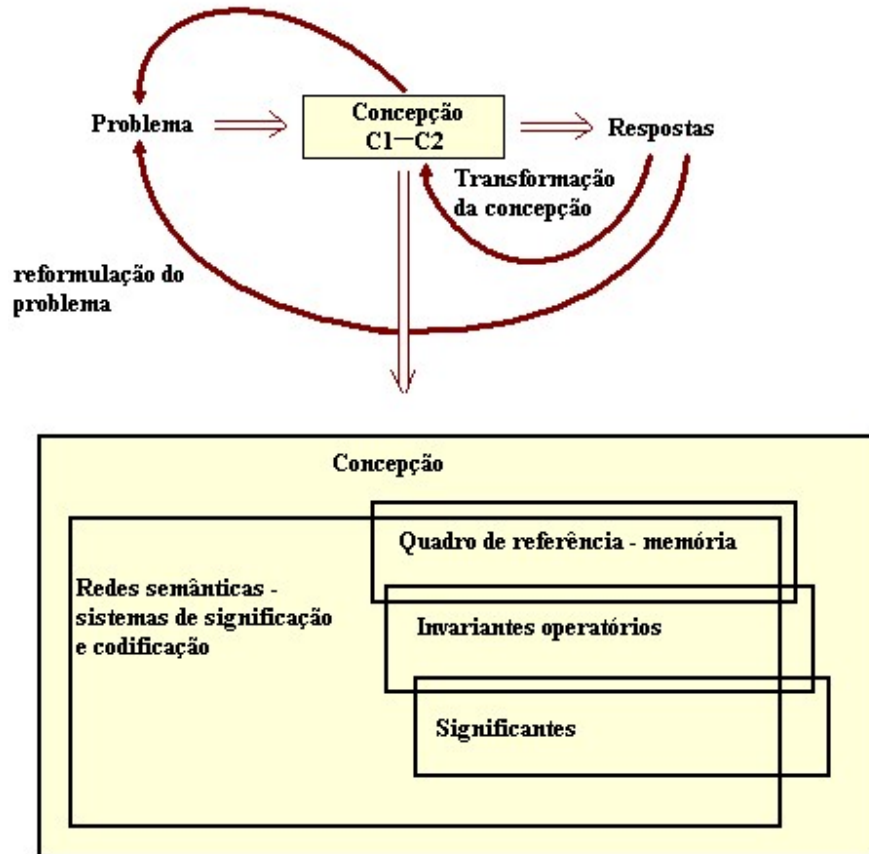 Problema
Concepção
C1─C2
Respostas
Transformação
da concepção
reformulação do
problema
Concepção
Quadro de referência - memória
Redes semânticas -
sistemas de significação
e codificação
Invariantes operatórios
Significantes